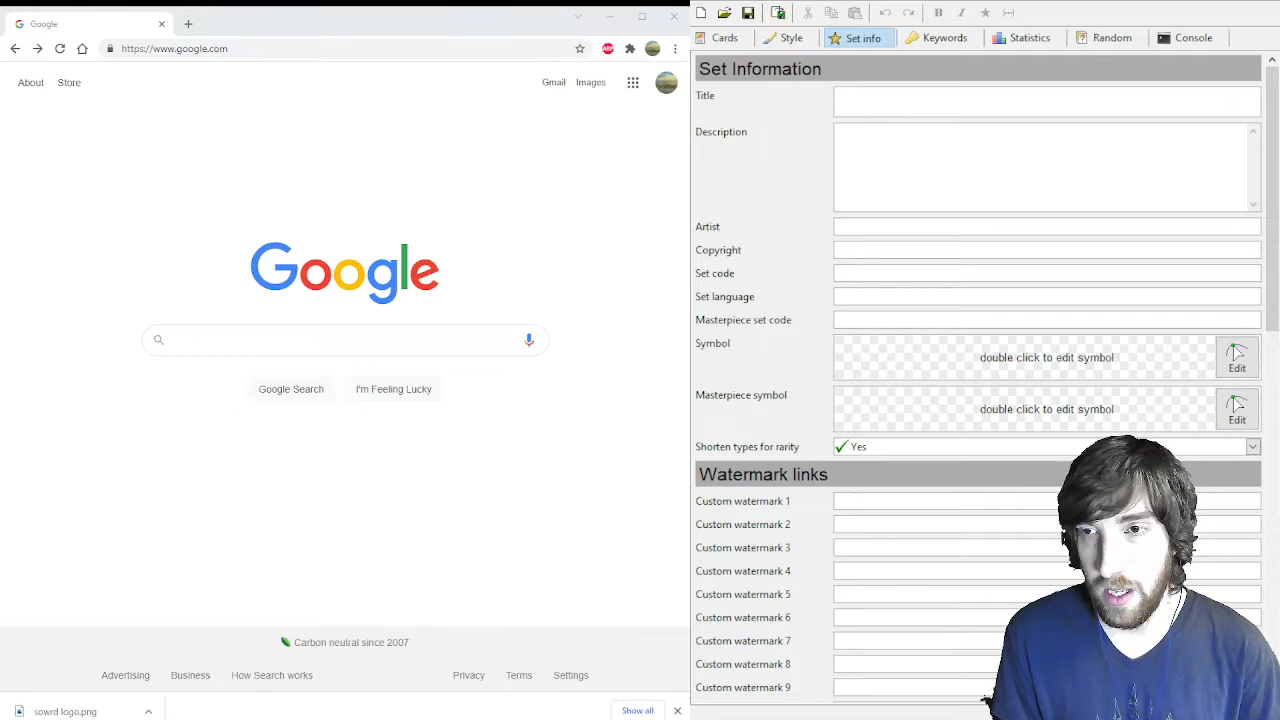 Google
https://www.google.com
ABP
About
Store
Gmail
Images
Google
Google Search
I'm Feeling Lucky
Carbon neutral since 2007
Advertising
Business
How Search works
Privacy
Terms
Settings
sowrd logo.png
Show all
B
I
Cards
Style
Set info
Keywords
Statistics
Random
Console
Set Information
Title
Description
Artist
Copyright
Set code
Set language
Masterpiece set code
Symbol
double click to edit symbol
Edit
Masterpiece symbol
double click to edit symbol
Edit
Shorten types for rarity
Yes
Watermark links
Custom watermark 1
Custom watermark 2
Custom watermark 3
Custom watermark 4
Custom watermark 5
Custom watermark 6
Custom watermark 7
Custom watermark 8
Custom watermark 9